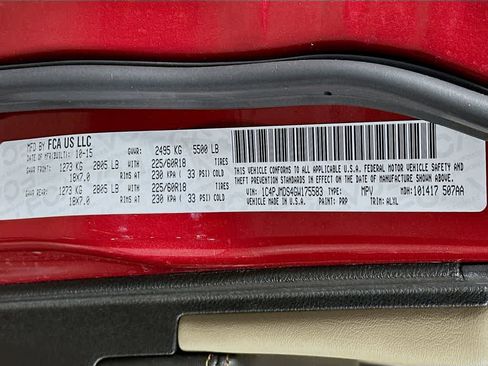 MFD BY FCA US LLC
DATE OF MFR(BUILT): 10-15 GVWR: 2495 KG 5500 LB
GAWR FRONT: 1273 KG 2805 LB WITH 225/60R18 TIRES
18X7.0 RIMS AT 230 KPA ( 33 PSI) COLD
GAWR REAR: 1273 KG 2805 LB WITH 225/60R18 TIRES
18X7.0 RIMS AT 230 KPA ( 33 PSI) COLD
THIS VEHICLE CONFORMS TO ALL APPLICABLE U.S.A. FEDERAL MOTOR VEHICLE SAFETY AND
THEFT PREVENTION STANDARDS IN EFFECT ON THE DATE OF MANUFACTURE SHOWN ABOVE.
VIN: 1C4PJMDS4GW175583 TYPE: MPV MDH: 101417 507AA
VEHICLE MADE IN U.S.A. PAINT: PRP TRIM: ALXL